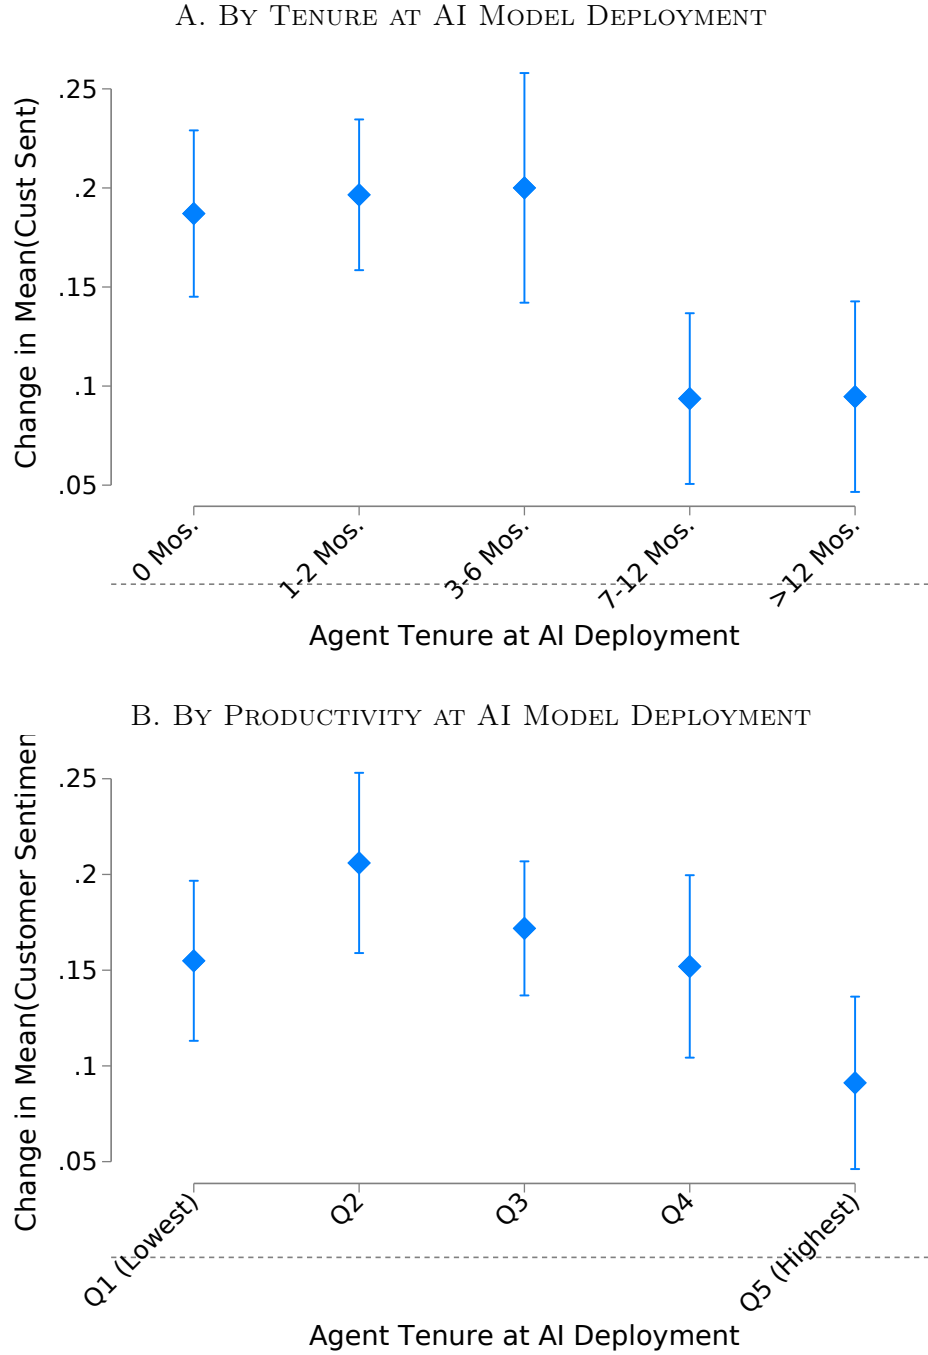 A. By Tenure at AI Model Deployment
Change in Mean(Cust Sent)
.25
.2
.15
.1
.05
0 Mos.
1-2 Mos.
3-6 Mos.
7-12 Mos.
>12 Mos.
Agent Tenure at AI Deployment
B. By Productivity at AI Model Deployment
Change in Mean(Customer Sentimen
.25
.2
.15
.1
.05
Q1 (Lowest)
Q2
Q3
Q4
Q5 (Highest)
Agent Tenure at AI Deployment